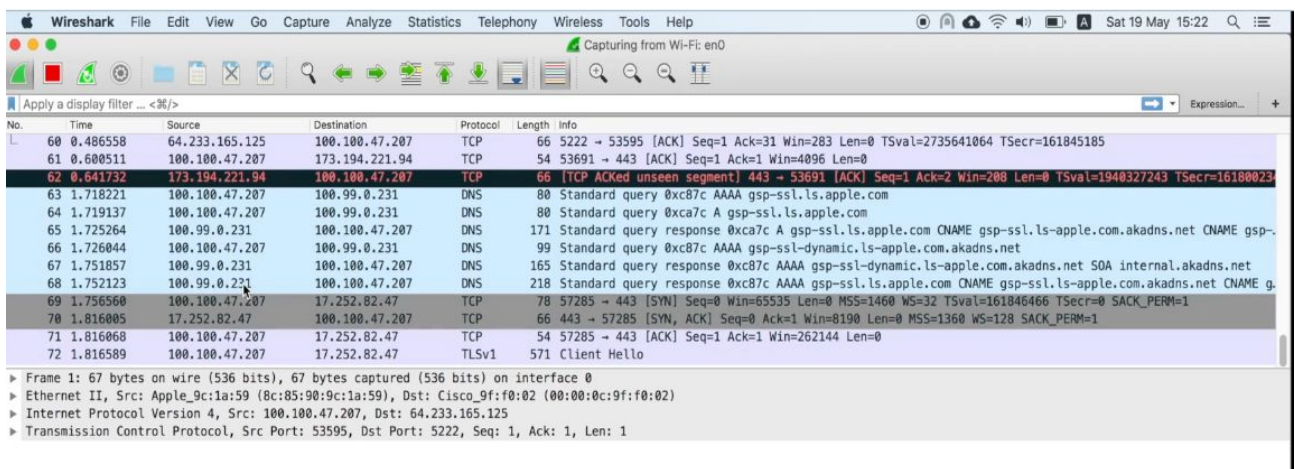 Wireshark File Edit View Go Capture Analyze Statistics Telephony Wireless Tools Help A Sat 19 May 15:22
Capturing from Wi-Fi: en0
Apply a display filter ... <⌘/> Expression... +
No. Time Source Destination Protocol Length Info
60 0.486558 64.233.165.125 100.100.47.207 TCP 66 5222 → 53595 [ACK] Seq=1 Ack=31 Win=283 Len=0 TSval=2735641064 TSecr=161845185
61 0.600511 100.100.47.207 173.194.221.94 TCP 54 53691 → 443 [ACK] Seq=1 Ack=1 Win=4096 Len=0
62 0.641732 173.194.221.94 100.100.47.207 TCP 66 [TCP ACKed unseen segment] 443 → 53691 [ACK] Seq=1 Ack=2 Win=208 Len=0 TSval=1940327243 TSecr=16180023
63 1.718221 100.100.47.207 100.99.0.231 DNS 80 Standard query 0xc87c AAAA gsp-ssl.ls.apple.com
64 1.719137 100.100.47.207 100.99.0.231 DNS 80 Standard query 0xca7c A gsp-ssl.ls.apple.com
65 1.725264 100.99.0.231 100.100.47.207 DNS 171 Standard query response 0xca7c A gsp-ssl.ls.apple.com CNAME gsp-ssl.ls-apple.com.akadns.net CNAME gsp-.
66 1.726044 100.100.47.207 100.99.0.231 DNS 99 Standard query 0xc87c AAAA gsp-ssl-dynamic.ls-apple.com.akadns.net
67 1.751857 100.99.0.231 100.100.47.207 DNS 165 Standard query response 0xc87c AAAA gsp-ssl-dynamic.ls-apple.com.akadns.net SOA internal.akadns.net
68 1.752123 100.99.0.231 100.100.47.207 DNS 218 Standard query response 0xc87c AAAA gsp-ssl.ls.apple.com CNAME gsp-ssl.ls-apple.com.akadns.net CNAME g.
69 1.756560 100.100.47.207 17.252.82.47 TCP 78 57285 → 443 [SYN] Seq=0 Win=65535 Len=0 MSS=1460 WS=32 TSval=161846466 TSecr=0 SACK_PERM=1
70 1.816005 17.252.82.47 100.100.47.207 TCP 66 443 → 57285 [SYN, ACK] Seq=0 Ack=1 Win=8190 Len=0 MSS=1360 WS=128 SACK_PERM=1
71 1.816068 100.100.47.207 17.252.82.47 TCP 54 57285 → 443 [ACK] Seq=1 Ack=1 Win=262144 Len=0
72 1.816589 100.100.47.207 17.252.82.47 TLSv1 571 Client Hello
Frame 1: 67 bytes on wire (536 bits), 67 bytes captured (536 bits) on interface 0
Ethernet II, Src: Apple_9c:1a:59 (8c:85:90:9c:1a:59), Dst: Cisco_9f:f0:02 (00:00:0c:9f:f0:02)
Internet Protocol Version 4, Src: 100.100.47.207, Dst: 64.233.165.125
Transmission Control Protocol, Src Port: 53595, Dst Port: 5222, Seq: 1, Ack: 1, Len: 1